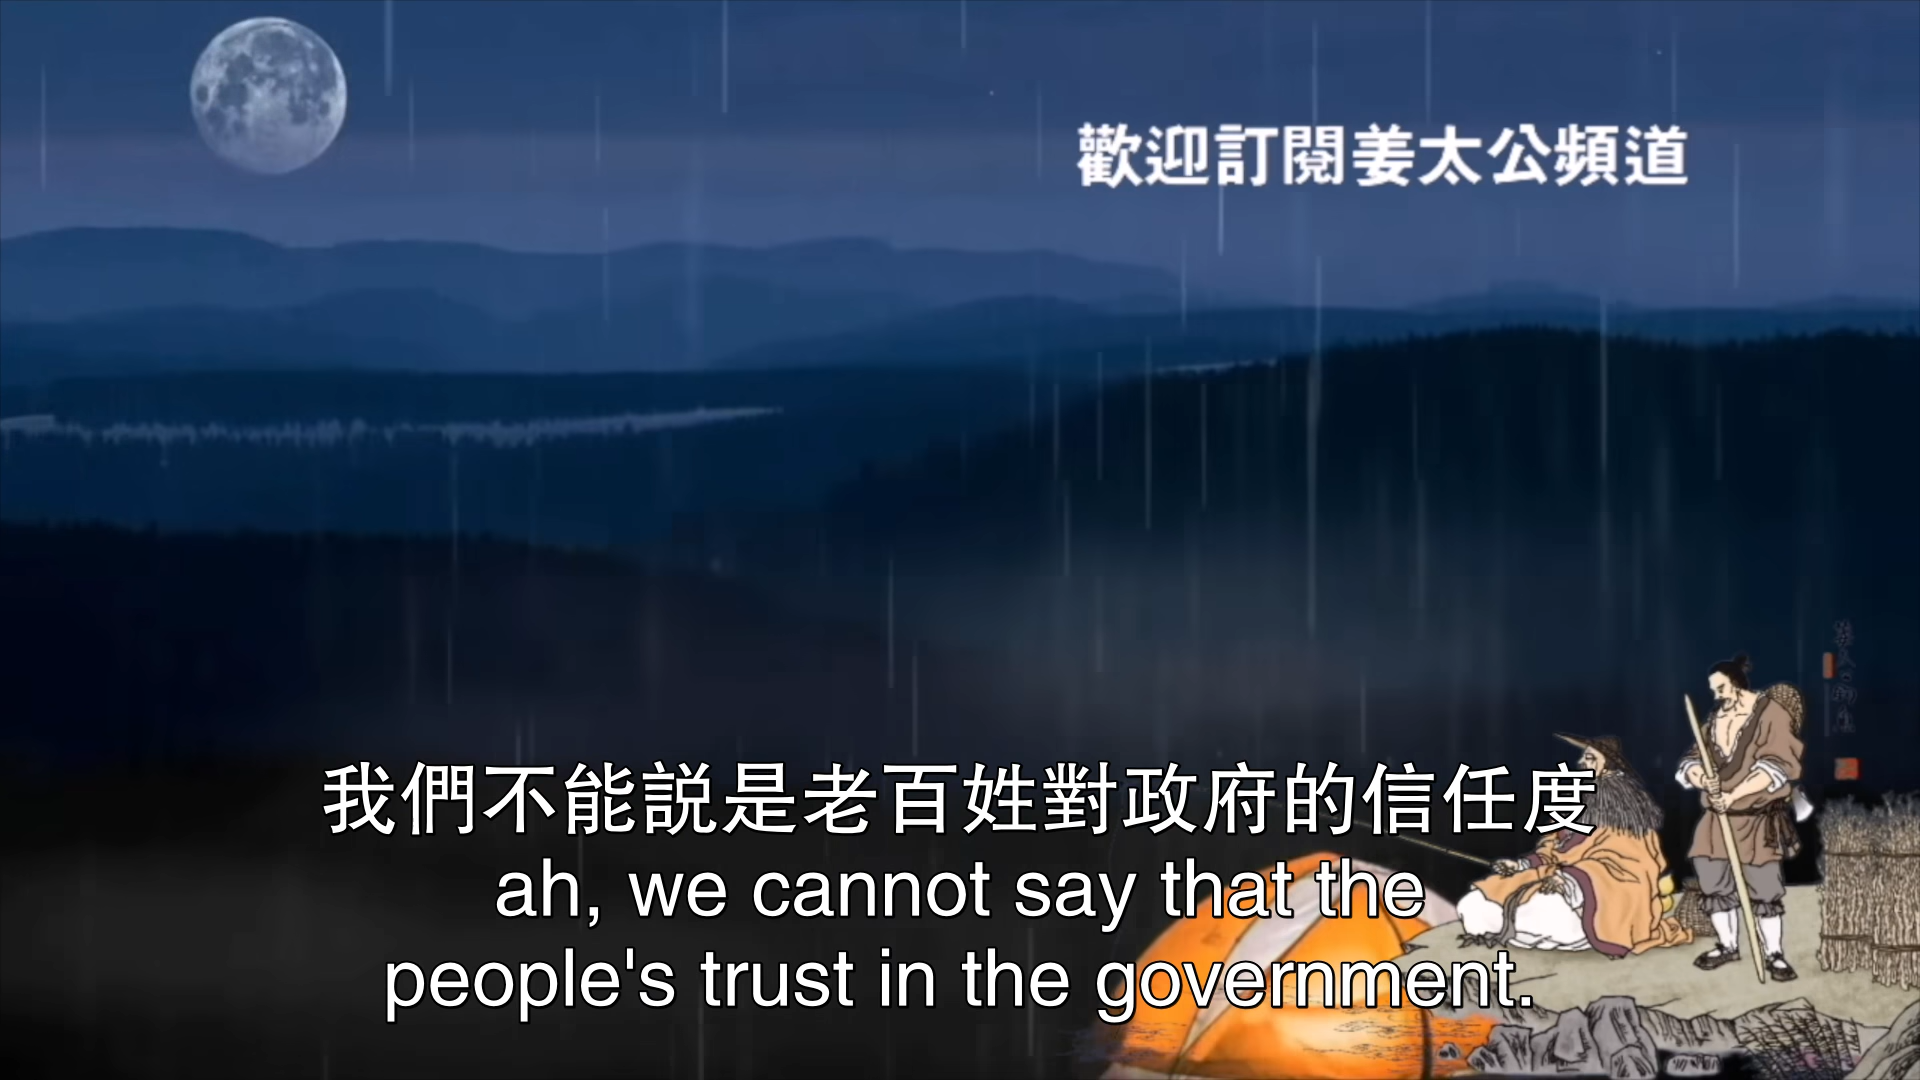 歡迎訂閱姜太公頻道
我們不能説是老百姓對政府的信任度
ah, we cannot say that the
people's trust in the government.